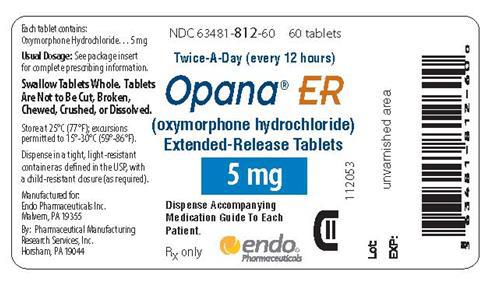 Each tablet contains:
Oxymorphone Hydrochloride. . . 5 mg
Usual Dosage: See package insert
for complete prescribing information.
Swallow Tablets Whole. Tablets
Are Not to Be Cut, Broken,
Chewed, Crushed, or Dissolved.
Store at 25°C (77°F); excursions
permitted to 15°-30°C (59°-86°F).
Dispense in a tight, light-resistant
container as defined in the USP, with
a child-resistant closure (as required).
Manufactured for:
Endo Pharmaceuticals Inc.
Malvern, PA 19355
By: Pharmaceutical Manufacturing
Research Services, Inc.
Horsham, PA 19044
NDC 63481-812-60 60 tablets
Twice-A-Day (every 12 hours)
Opana® ER
(oxymorphone hydrochloride)
Extended-Release Tablets
5 mg
Dispense Accompanying
Medication Guide To Each
Patient.
Rx only
endo®
Pharmaceuticals
CII
112053
unvarnished area
Lot:
EXP:
3 63481-812-60 0